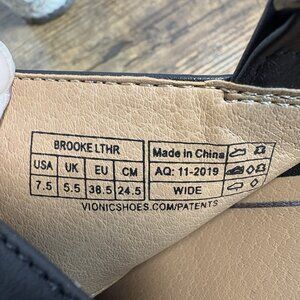 BROOKE LTHR
USA UK EU CM
7.5 5.5 38.5 24.5
Made in China
AQ: 11-2019
WIDE
VIONICSHOES.COM/PATENTS